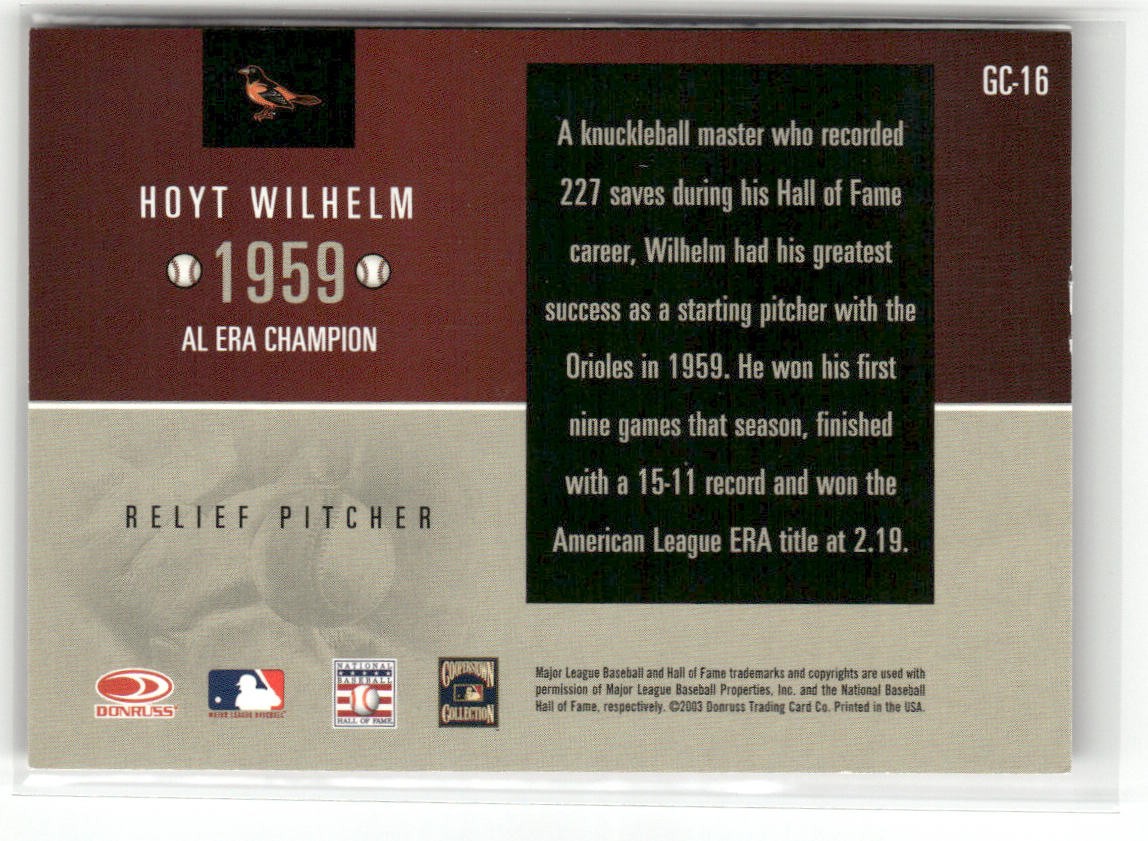 GC-16
HOYT WILHELM
1959
AL ERA CHAMPION
A knuckleball master who recorded
227 saves during his Hall of Fame
career, Wilhelm had his greatest
success as a starting pitcher with the
Orioles in 1959. He won his first
nine games that season, finished
with a 15-11 record and won the
American League ERA title at 2.19.
RELIEF PITCHER
DONRUSS
MAJOR LEAGUE BASEBALL
NATIONAL
BASEBALL
HALL OF FAME
COOPERSTOWN
COLLECTION
Major League Baseball and Hall of Fame trademarks and copyrights are used with
permission of Major League Baseball Properties, Inc. and the National Baseball
Hall of Fame, respectively. ©2003 Donruss Trading Card Co. Printed in the USA.